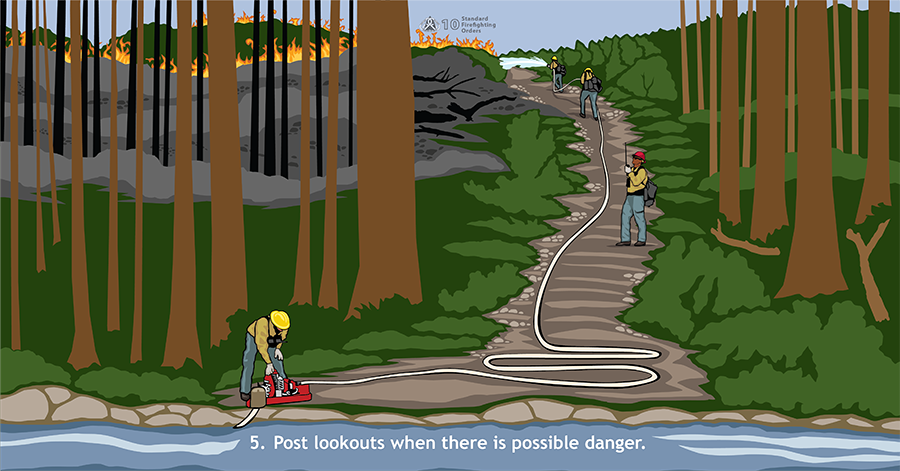 10
Standard
Firefighting
Orders
5. Post lookouts when there is possible danger.